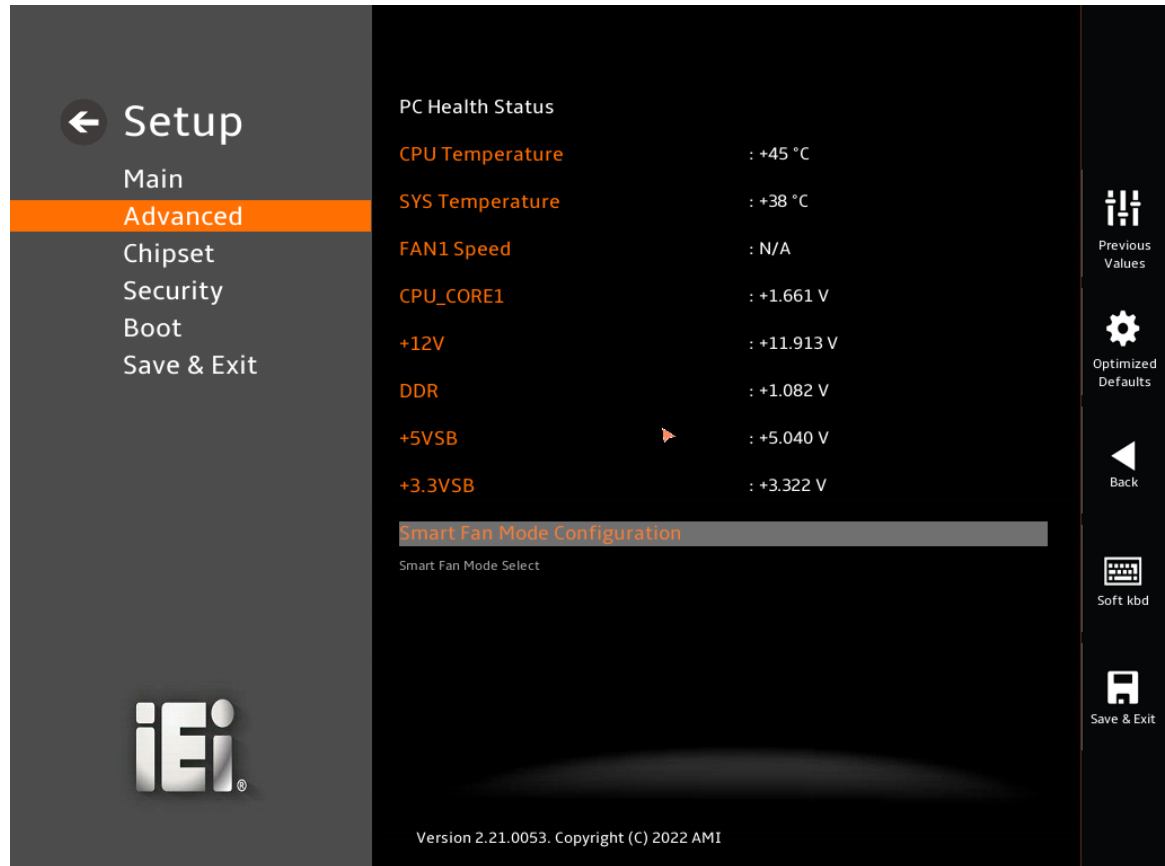 Setup
Main
Advanced
Chipset
Security
Boot
Save & Exit
PC Health Status
CPU Temperature : +45 °C
SYS Temperature : +38 °C
FAN1 Speed : N/A
CPU_CORE1 : +1.661 V
+12V : +11.913 V
DDR : +1.082 V
+5VSB : +5.040 V
+3.3VSB : +3.322 V
Smart Fan Mode Configuration
Smart Fan Mode Select
Previous
Values
Optimized
Defaults
Back
Soft kbd
Save & Exit
iEi®
Version 2.21.0053. Copyright (C) 2022 AMI